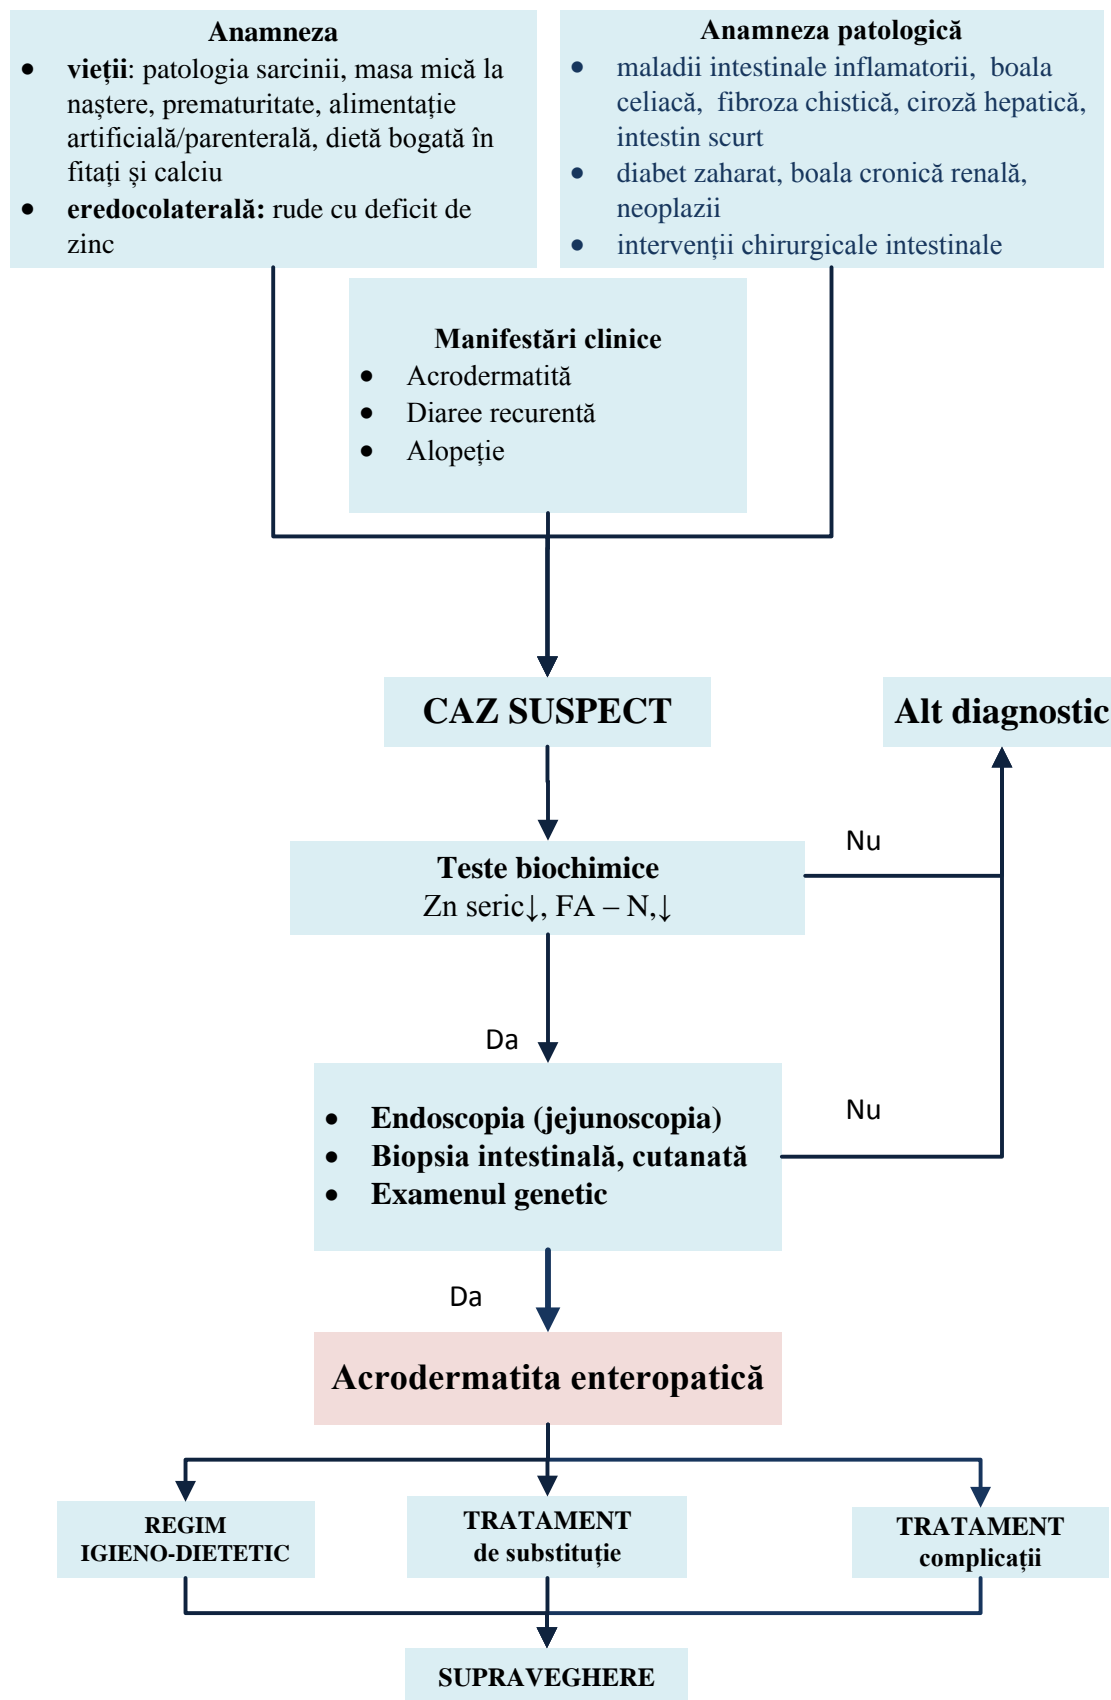 Anamneza
• vieții: patologia sarcinii, masa mică la
naștere, prematuritate, alimentație
artificială/parenterală, dietă bogată în
fitați și calciu
• eredocolaterală: rude cu deficit de
zinc
Anamneza patologică
• maladii intestinale inflamatorii, boala
celiacă, fibroza chistică, ciroză hepatică,
intestin scurt
• diabet zaharat, boala cronică renală,
neoplazii
• intervenții chirurgicale intestinale
Manifestări clinice
• Acrodermatită
• Diaree recurentă
• Alopeție
CAZ SUSPECT
Alt diagnostic
Nu
Teste biochimice
Zn seric↓, FA – N,↓
Da
Nu
• Endoscopia (jejunoscopia)
• Biopsia intestinală, cutanată
• Examenul genetic
Da
Acrodermatita enteropatică
REGIM
IGIENO-DIETETIC
TRATAMENT
de substituție
TRATAMENT
complicații
SUPRAVEGHERE